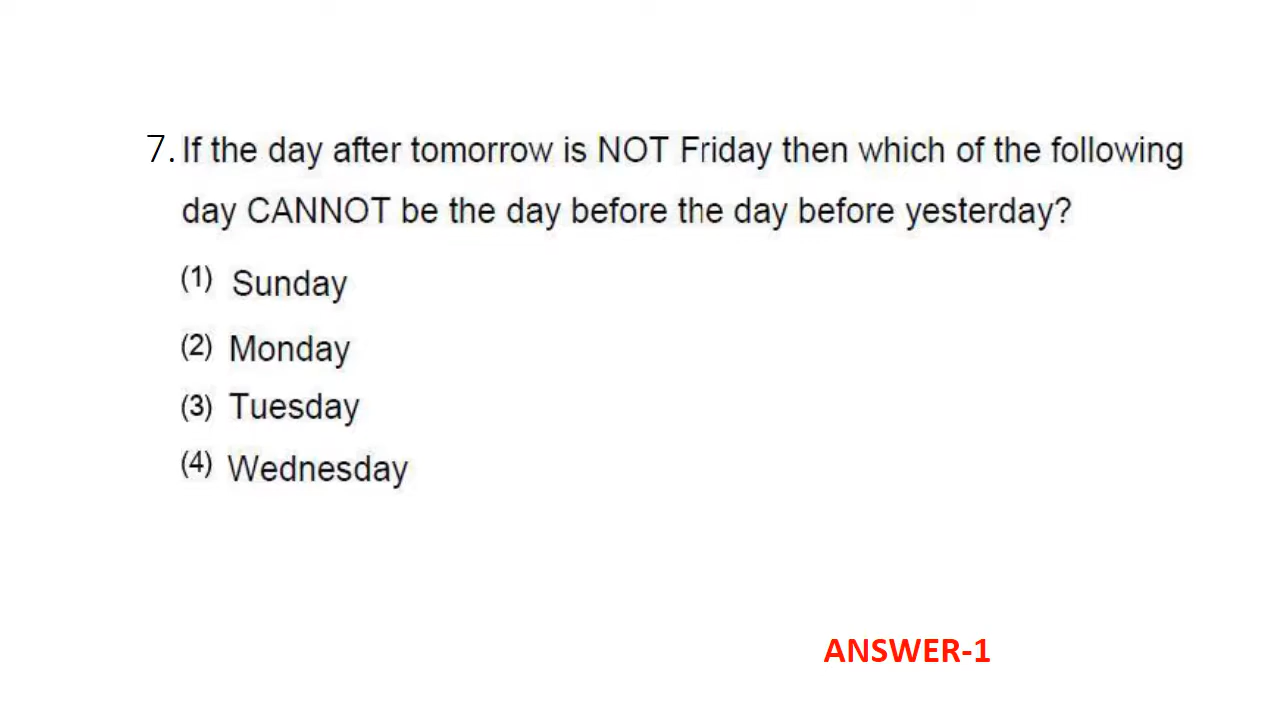 7. If the day after tomorrow is NOT Friday then which of the following
day CANNOT be the day before the day before yesterday?
(1) Sunday
(2) Monday
(3) Tuesday
(4) Wednesday
ANSWER-1